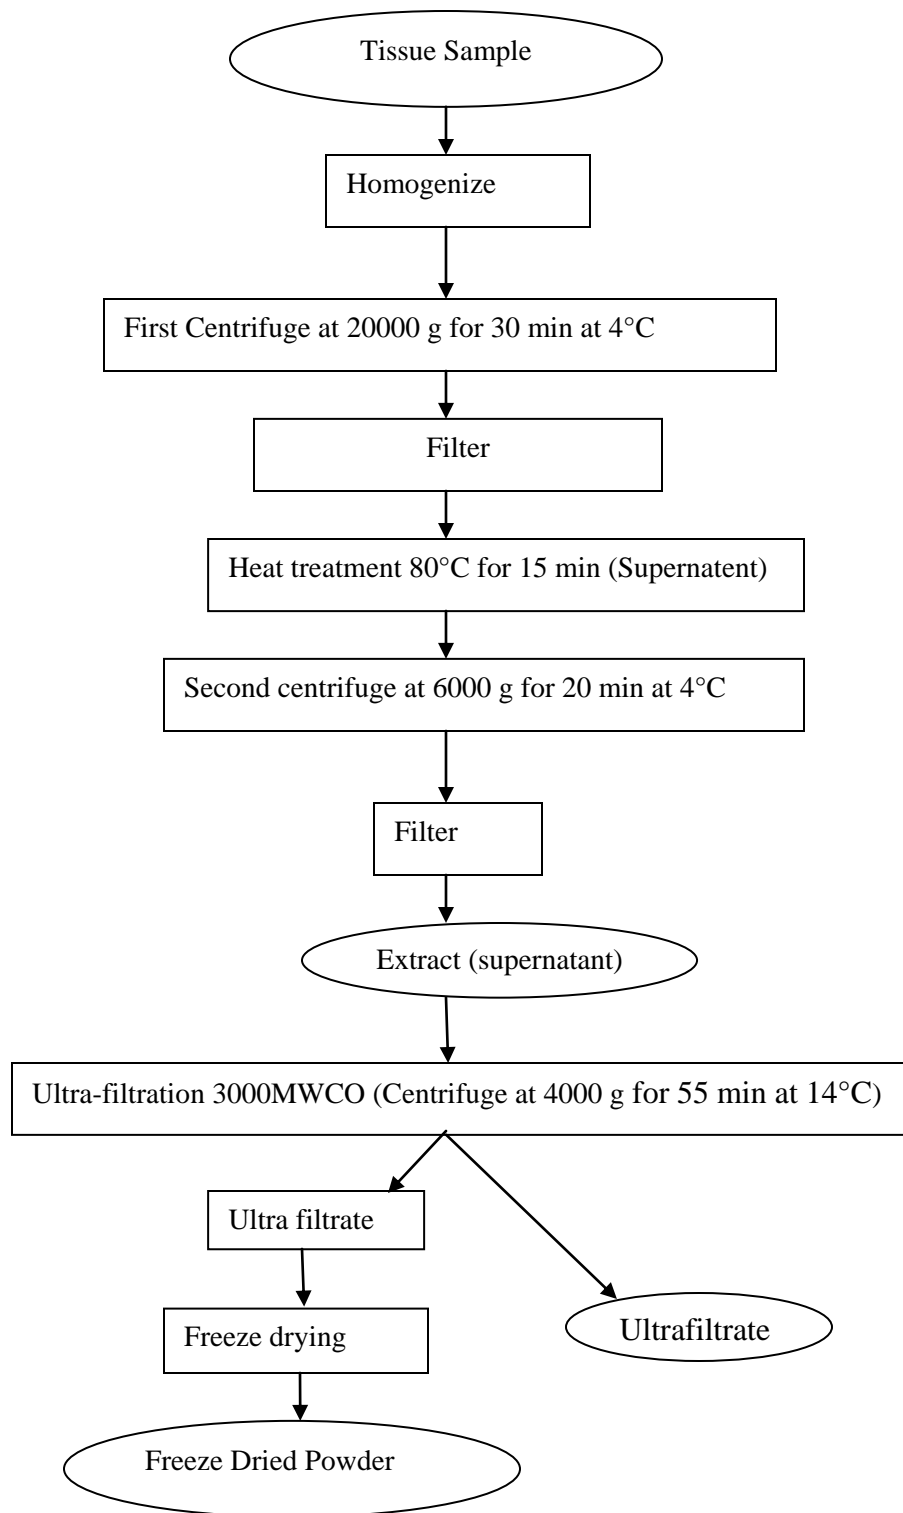 Tissue Sample
Homogenize
First Centrifuge at 20000 g for 30 min at 4°C
Filter
Heat treatment 80°C for 15 min (Supernatent)
Second centrifuge at 6000 g for 20 min at 4°C
Filter
Extract (supernatant)
Ultra-filtration 3000MWCO (Centrifuge at 4000 g for 55 min at 14°C)
Ultra filtrate
Ultrafiltrate
Freeze drying
Freeze Dried Powder